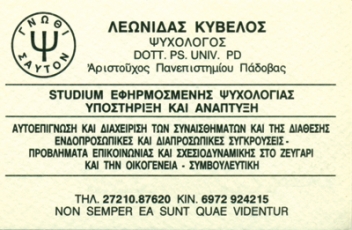 ΓΝΩΘΙ
Ψ
ΣΑΥΤΟΝ
ΛΕΩΝΙΔΑΣ ΚΥΒΕΛΟΣ
ΨΥΧΟΛΟΓΟΣ
DOTT. PS. UNIV. PD
Ἀριστοῦχος Πανεπιστημίου Πάδοβας
STUDIUM ΕΦΗΡΜΟΣΜΕΝΗΣ ΨΥΧΟΛΟΓΙΑΣ
ΥΠΟΣΤΗΡΙΞΗ ΚΑΙ ΑΝΑΠΤΥΞΗ
ΑΥΤΟΕΠΙΓΝΩΣΗ ΚΑΙ ΔΙΑΧΕΙΡΙΣΗ ΤΩΝ ΣΥΝΑΙΣΘΗΜΑΤΩΝ ΚΑΙ ΤΗΣ ΔΙΑΘΕΣΗΣ
ΕΝΔΟΠΡΟΣΩΠΙΚΕΣ ΚΑΙ ΔΙΑΠΡΟΣΩΠΙΚΕΣ ΣΥΓΚΡΟΥΣΕΙΣ -
ΠΡΟΒΛΗΜΑΤΑ ΕΠΙΚΟΙΝΩΝΙΑΣ ΚΑΙ ΣΧΕΣΙΟΔΥΝΑΜΙΚΗΣ ΣΤΟ ΖΕΥΓΑΡΙ
ΚΑΙ ΤΗΝ ΟΙΚΟΓΕΝΕΙΑ - ΣΥΜΒΟΥΛΕΥΤΙΚΗ
ΤΗΛ. 27210.87620 ΚΙΝ. 6972 924215
NON SEMPER EA SUNT QUAE VIDENTUR